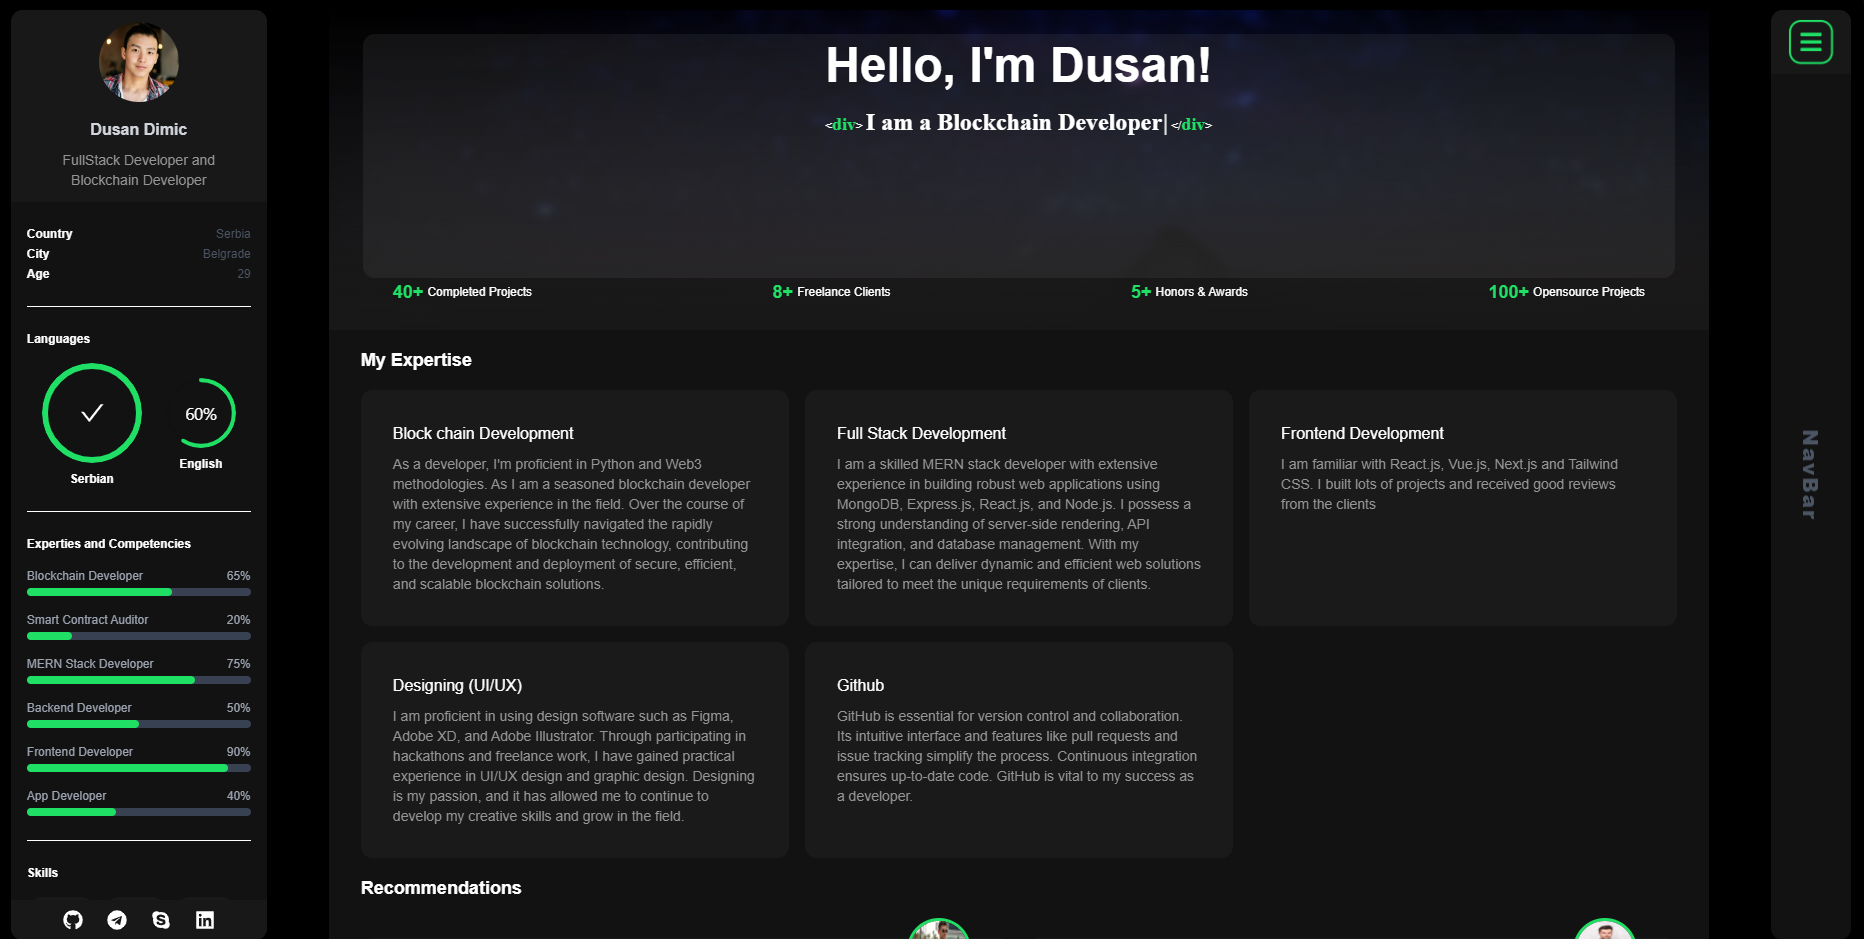 Dusan Dimic
FullStack Developer and
Blockchain Developer
Country Serbia
City Belgrade
Age 29
Languages
60%
Serbian
English
Experties and Competencies
Blockchain Developer 65%
Smart Contract Auditor 20%
MERN Stack Developer 75%
Backend Developer 50%
Frontend Developer 90%
App Developer 40%
Skills
Hello, I'm Dusan!
<div> I am a Blockchain Developer| </div>
40+ Completed Projects
8+ Freelance Clients
5+ Honors & Awards
100+ Opensource Projects
My Expertise
Block chain Development
As a developer, I'm proficient in Python and Web3
methodologies. As I am a seasoned blockchain developer
with extensive experience in the field. Over the course of
my career, I have successfully navigated the rapidly
evolving landscape of blockchain technology, contributing
to the development and deployment of secure, efficient,
and scalable blockchain solutions.
Full Stack Development
I am a skilled MERN stack developer with extensive
experience in building robust web applications using
MongoDB, Express.js, React.js, and Node.js. I possess a
strong understanding of server-side rendering, API
integration, and database management. With my
expertise, I can deliver dynamic and efficient web solutions
tailored to meet the unique requirements of clients.
Frontend Development
I am familiar with React.js, Vue.js, Next.js and Tailwind
CSS. I built lots of projects and received good reviews
from the clients
Designing (UI/UX)
I am proficient in using design software such as Figma,
Adobe XD, and Adobe Illustrator. Through participating in
hackathons and freelance work, I have gained practical
experience in UI/UX design and graphic design. Designing
is my passion, and it has allowed me to continue to
develop my creative skills and grow in the field.
Github
GitHub is essential for version control and collaboration.
Its intuitive interface and features like pull requests and
issue tracking simplify the process. Continuous integration
ensures up-to-date code. GitHub is vital to my success as
a developer.
Recommendations
NavBar